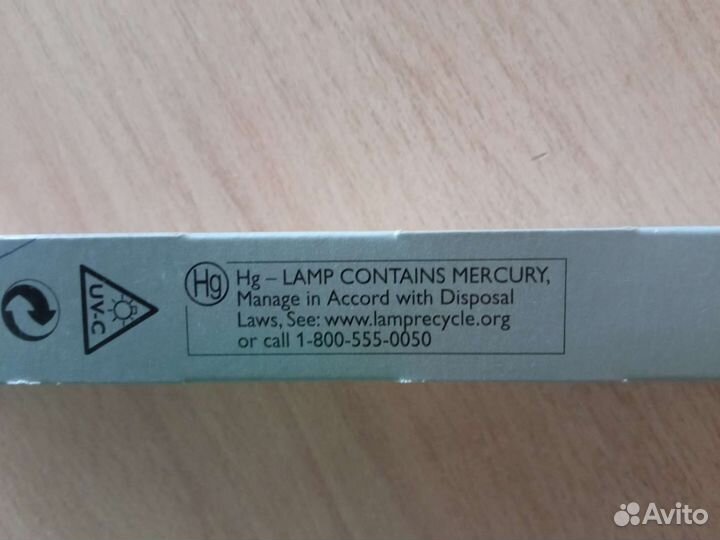 UV-C
Hg
Hg – LAMP CONTAINS MERCURY,
Manage in Accord with Disposal
Laws, See: www.lamprecycle.org
or call 1-800-555-0050
Avito